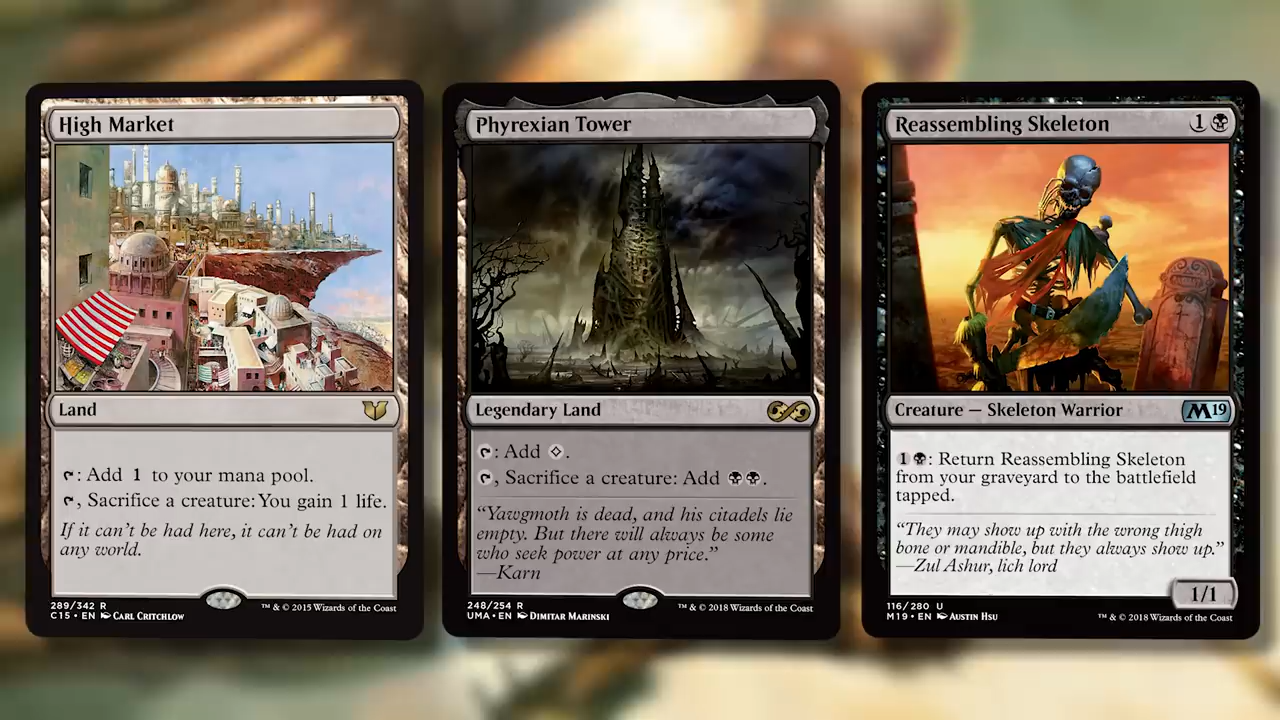 High Market
Land
: Add 1 to your mana pool.
, Sacrifice a creature: You gain 1 life.
If it can't be had here, it can't be had on
any world.
289/342 R
C15 • EN CARL CRITCHLOW
™ & © 2015 Wizards of the Coast
Phyrexian Tower
Legendary Land
: Add .
, Sacrifice a creature: Add .
“Yawgmoth is dead, and his citadels lie
empty. But there will always be some
who seek power at any price.”
—Karn
248/254 R
UMA • EN DIMITAR MARINSKI
™ & © 2018 Wizards of the Coast
Reassembling Skeleton 1
Creature — Skeleton Warrior M19
1: Return Reassembling Skeleton
from your graveyard to the battlefield
tapped.
“They may show up with the wrong thigh
bone or mandible, but they always show up.”
—Zul Ashur, lich lord
1/1
116/280 U
M19 • EN AUSTIN HSU
™ & © 2018 Wizards of the Coast